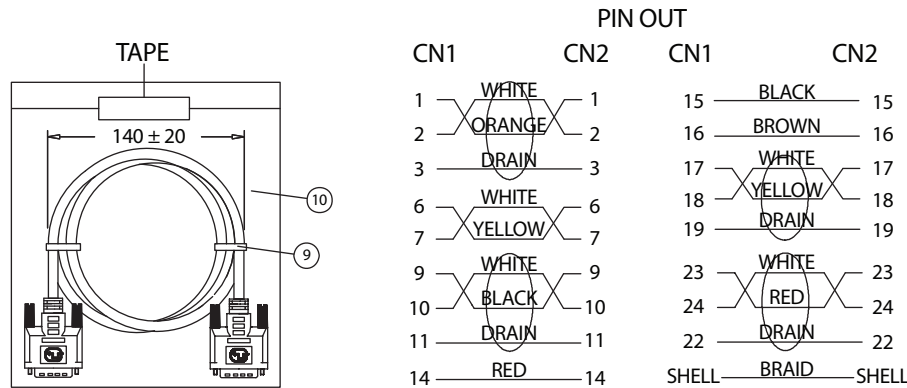 PIN OUT
TAPE
140 ± 20
10
9
CN1 CN2
1 WHITE 1
2 ORANGE 2
3 DRAIN 3
6 WHITE 6
7 YELLOW 7
9 WHITE 9
10 BLACK 10
11 DRAIN 11
14 RED 14
CN1 CN2
15 BLACK 15
16 BROWN 16
17 WHITE 17
18 YELLOW 18
19 DRAIN 19
23 WHITE 23
24 RED 24
22 DRAIN 22
SHELL BRAID SHELL